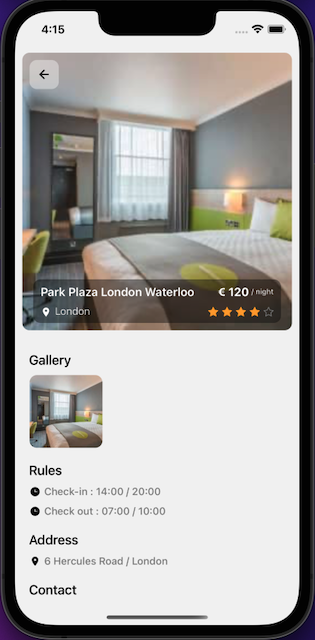 4:15
Park Plaza London Waterloo € 120 / night
London
Gallery
Rules
Check-in : 14:00 / 20:00
Check out : 07:00 / 10:00
Address
6 Hercules Road / London
Contact